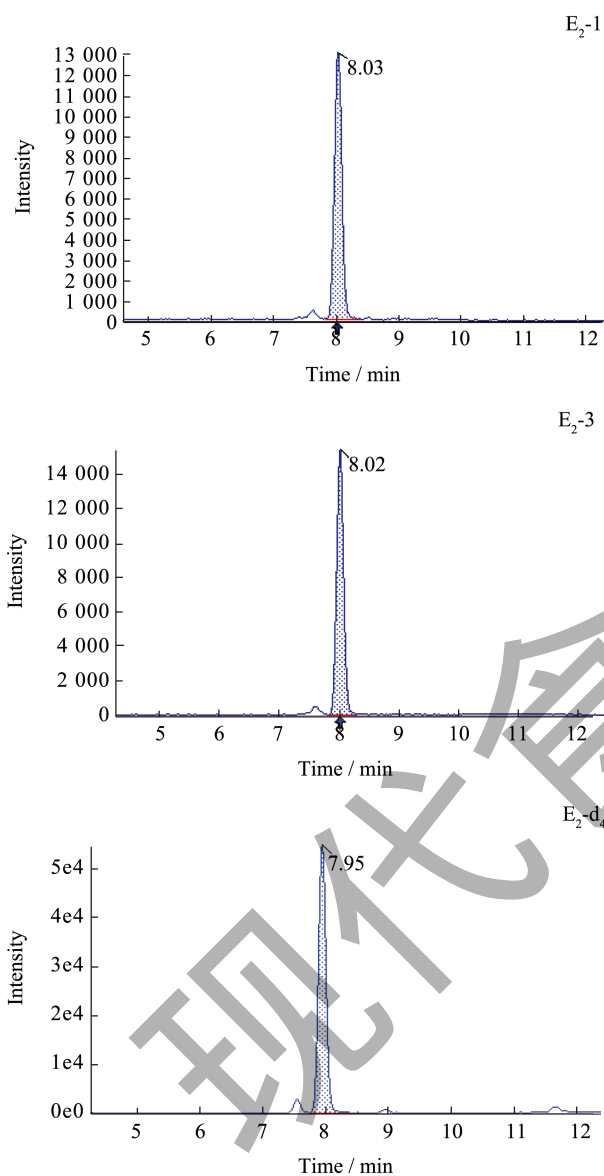 E₂-1
13 000
12 000
11 000
10 000
9 000
8 000
7 000
6 000
5 000
4 000
3 000
2 000
1 000
0
8.03
Intensity
5 6 7 8 9 10 11 12
Time / min
E₂-3
14 000
12 000
10 000
8 000
6 000
4 000
2 000
0
8.02
Intensity
5 6 7 8 9 10 11 12
Time / min
E₂-d₄
5e4
4e4
3e4
2e4
1e4
0e0
7.95
Intensity
5 6 7 8 9 10 11 12
Time / min
现代食